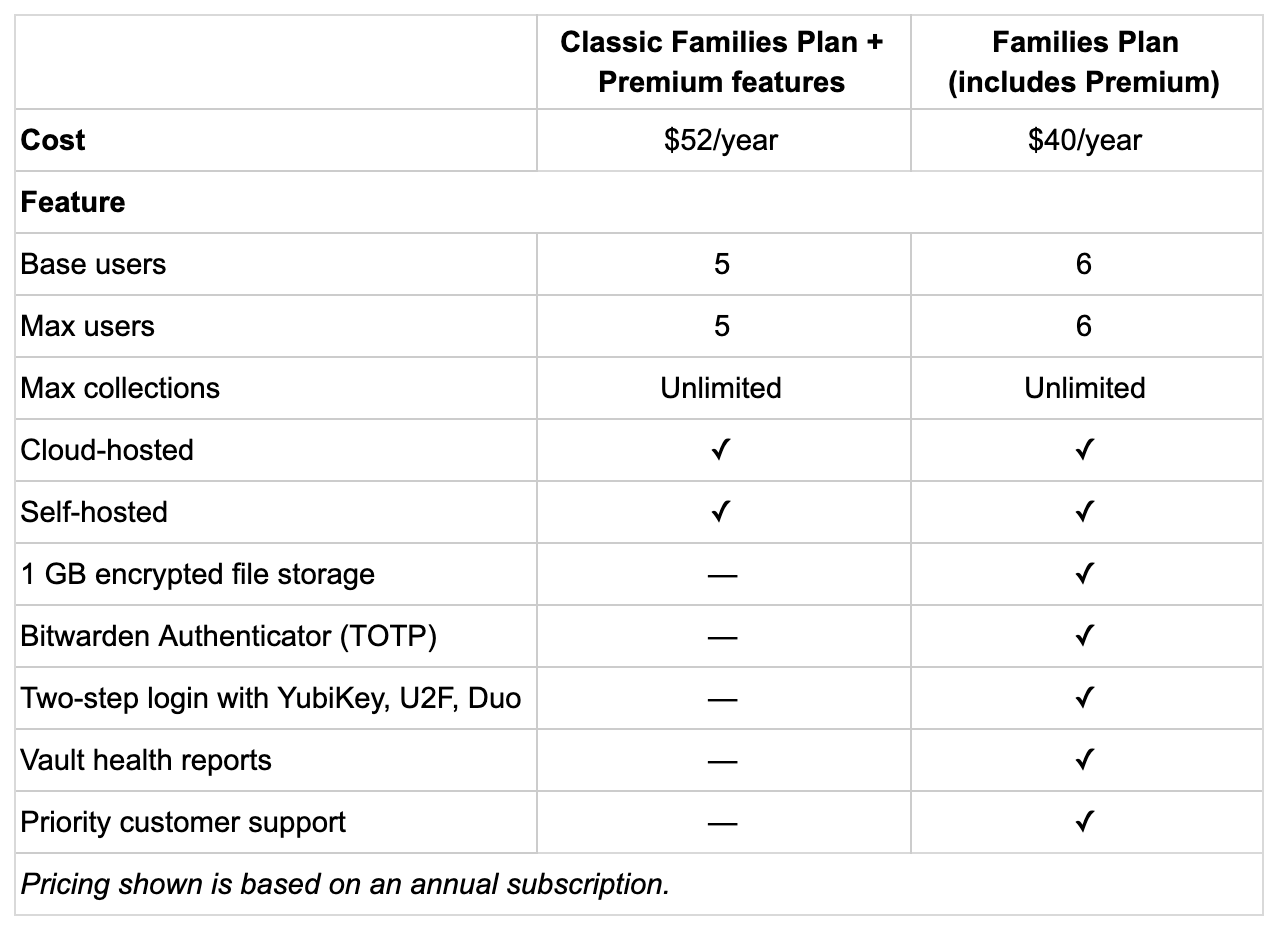 Classic Families Plan + Families Plan
Premium features (includes Premium)
Cost $52/year $40/year
Feature
Base users 5 6
Max users 5 6
Max collections Unlimited Unlimited
Cloud-hosted ✓ ✓
Self-hosted ✓ ✓
1 GB encrypted file storage — ✓
Bitwarden Authenticator (TOTP) — ✓
Two-step login with YubiKey, U2F, Duo — ✓
Vault health reports — ✓
Priority customer support — ✓
Pricing shown is based on an annual subscription.